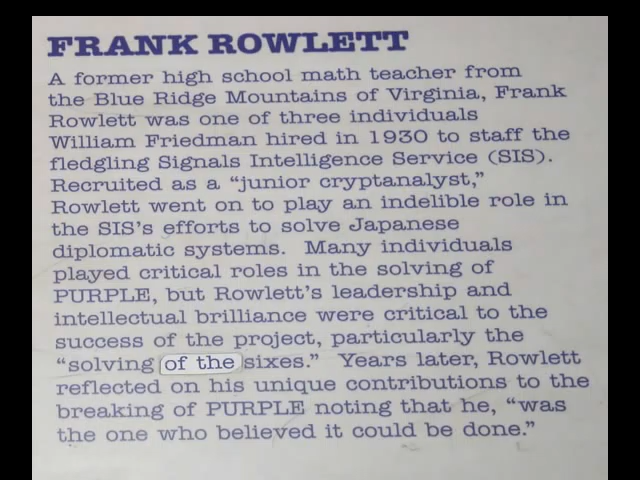 FRANK ROWLETT
A former high school math teacher from
the Blue Ridge Mountains of Virginia, Frank
Rowlett was one of three individuals
William Friedman hired in 1930 to staff the
fledgling Signals Intelligence Service (SIS).
Recruited as a “junior cryptanalyst,”
Rowlett went on to play an indelible role in
the SIS’s efforts to solve Japanese
diplomatic systems.  Many individuals
played critical roles in the solving of
PURPLE, but Rowlett’s leadership and
intellectual brilliance were critical to the
success of the project, particularly the
“solving of the sixes.”  Years later, Rowlett
reflected on his unique contributions to the
breaking of PURPLE noting that he, “was
the one who believed it could be done.”